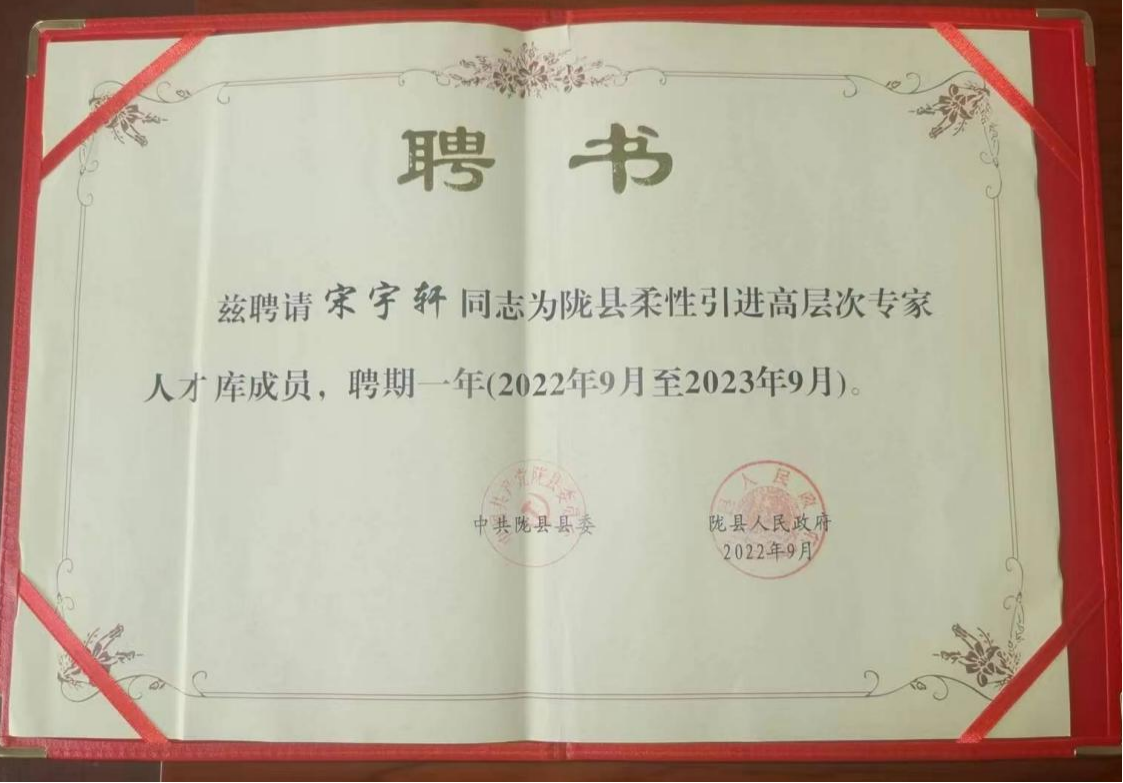 聘书
兹聘请宋宇轩同志为陇县柔性引进高层次专家
人才库成员，聘期一年(2022年9月至2023年9月)。
中共陇县县委
陇县人民政府
2022年9月